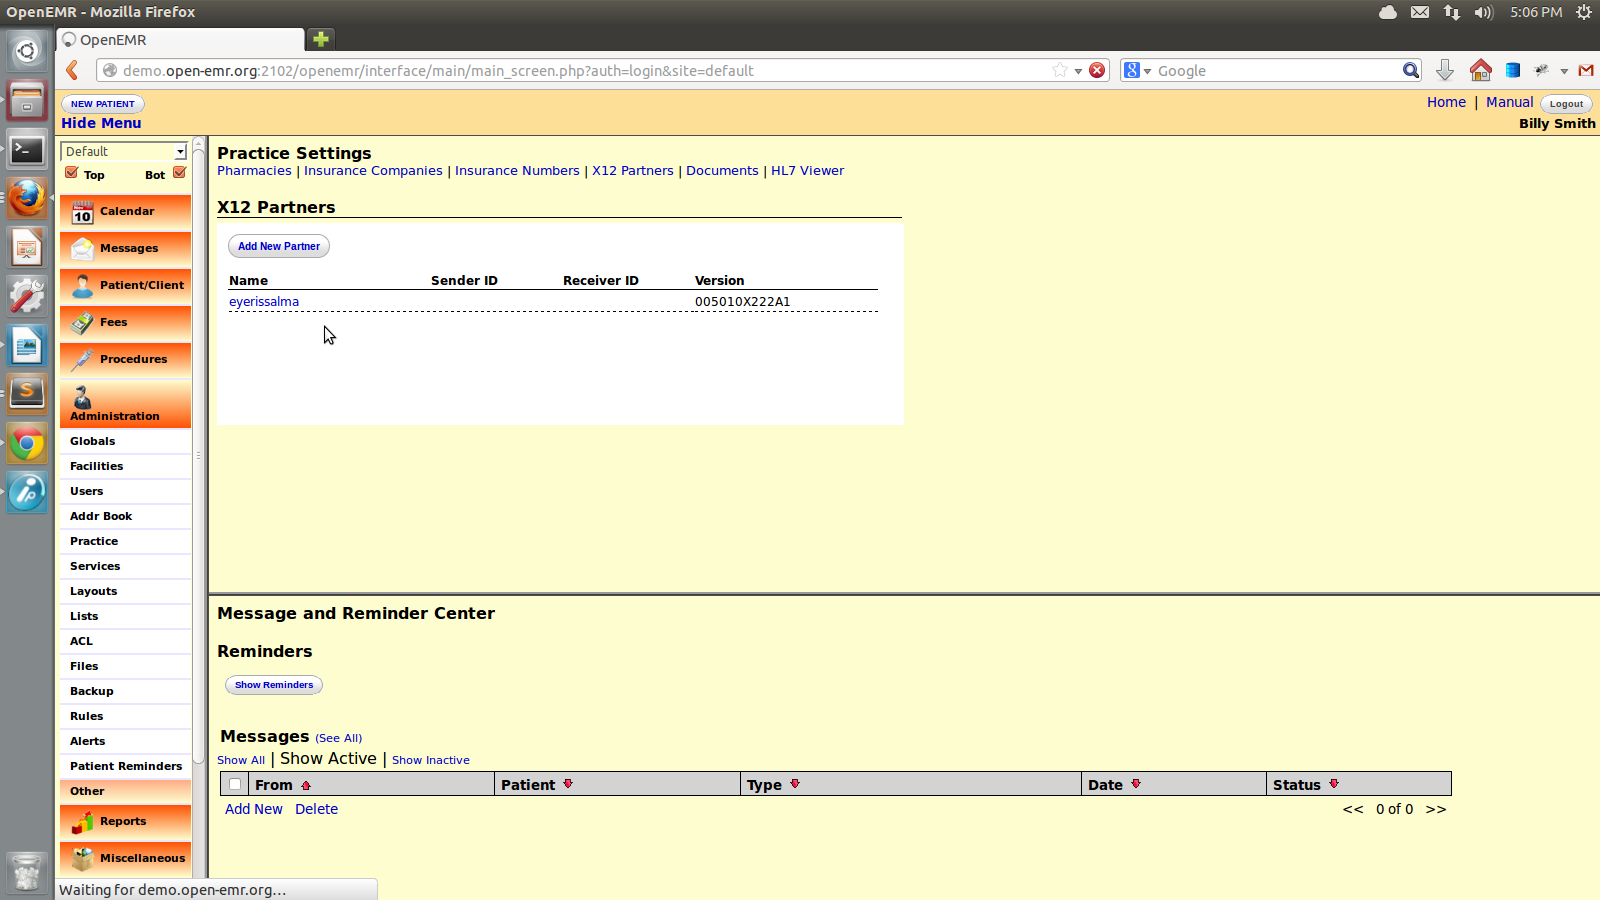 OpenEMR - Mozilla Firefox
5:06 PM
OpenEMR
demo.open-emr.org:2102/openemr/interface/main/main_screen.php?auth=login&site=default
8
Google
NEW PATIENT
Hide Menu
Home | Manual Logout
Billy Smith
Default
Top Bot
10 Calendar
Messages
Patient/Client
Fees
Procedures
Administration
Globals
Facilities
Users
Addr Book
Practice
Services
Layouts
Lists
ACL
Files
Backup
Rules
Alerts
Patient Reminders
Other
Reports
Miscellaneous
Waiting for demo.open-emr.org...
Practice Settings
Pharmacies | Insurance Companies | Insurance Numbers | X12 Partners | Documents | HL7 Viewer
X12 Partners
Add New Partner
Name Sender ID Receiver ID Version
eyerissalma 005010X222A1
Message and Reminder Center
Reminders
Show Reminders
Messages (See All)
Show All | Show Active | Show Inactive
From Patient Type Date Status
Add New Delete << 0 of 0 >>